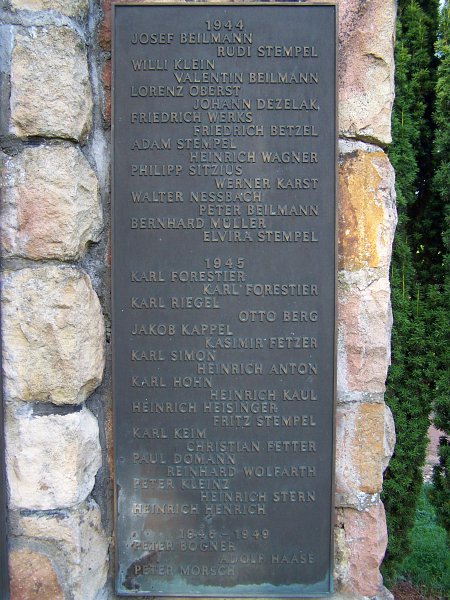 1944
JOSEF BEILMANN
RUDI STEMPEL
WILLI KLEIN
VALENTIN BEILMANN
LORENZ OBERST
JOHANN DEZELAK
FRIEDRICH WERKS
FRIEDRICH BETZEL
ADAM STEMPEL
HEINRICH WAGNER
PHILIPP SITZIUS
WERNER KARST
WALTER NESSBACH
PETER BEILMANN
BERNHARD MÜLLER
ELVIRA STEMPEL
1945
KARL FORESTIER
KARL FORESTIER
KARL RIEGEL
OTTO BERG
JAKOB KAPPEL
KASIMIR FETZER
KARL SIMON
HEINRICH ANTON
KARL HOHN
HEINRICH KAUL
HEINRICH HEISINGER
FRITZ STEMPEL
KARL KEIM
CHRISTIAN FETTER
PAUL DOMANN
REINHARD WOLFARTH
PETER KLEINZ
HEINRICH STERN
HEINRICH HENRICH
1946 - 1949
PETER BOGNER
ADOLF HAASE
PETER MORSCH